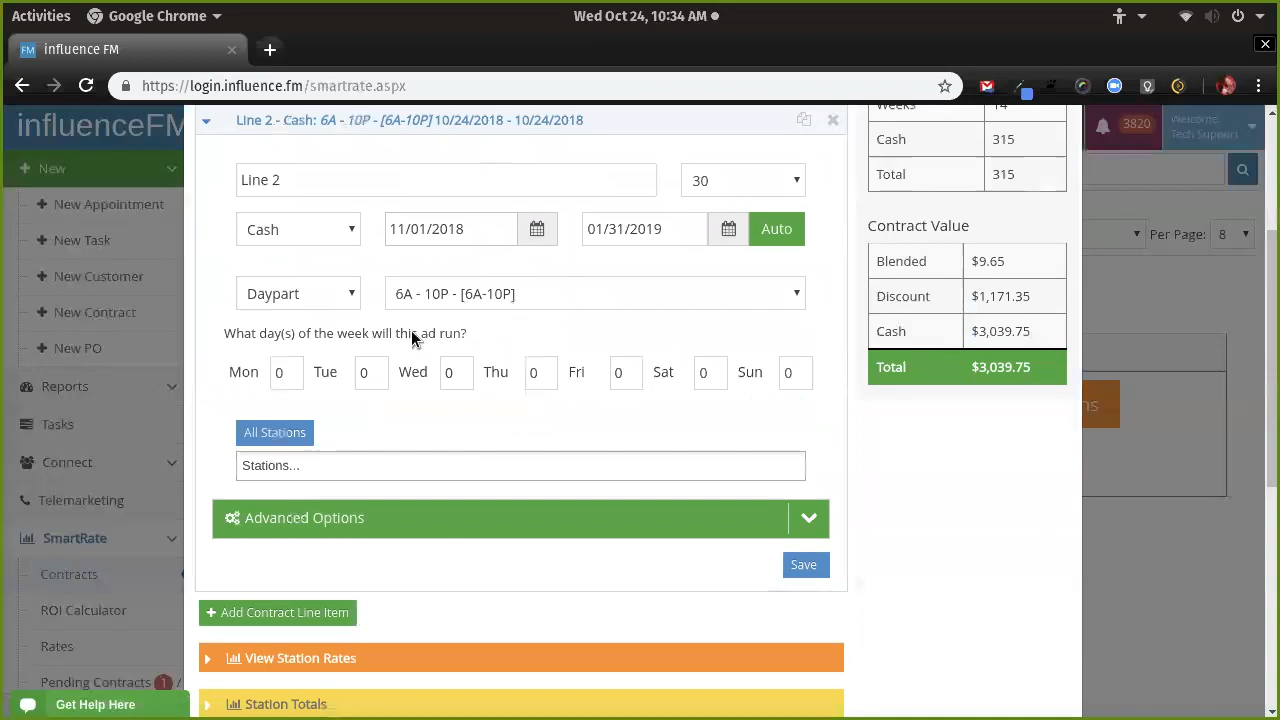 Activities Google Chrome Wed Oct 24, 10:34 AM
FM influence FM
https://login.influence.fm/smartrate.aspx
influenceFM
3820
Welcome,
Tech Support
New
New Appointment
New Task
New Customer
New Contract
New PO
Reports
Tasks
Connect
Telemarketing
SmartRate
Contracts
ROI Calculator
Rates
Pending Contracts 1 /
Get Help Here
Line 2 - Cash: 6A - 10P - [6A-10P] 10/24/2018 - 10/24/2018
Line 2 30
Cash 11/01/2018 01/31/2019 Auto
Daypart 6A - 10P - [6A-10P]
What day(s) of the week will this ad run?
Mon 0 Tue 0 Wed 0 Thu 0 Fri 0 Sat 0 Sun 0
All Stations
Stations...
Advanced Options
Save
+ Add Contract Line Item
View Station Rates
Station Totals
Weeks 14
Cash 315
Total 315
Contract Value
Blended $9.65
Discount $1,171.35
Cash $3,039.75
Total $3,039.75
Per Page: 8
ns